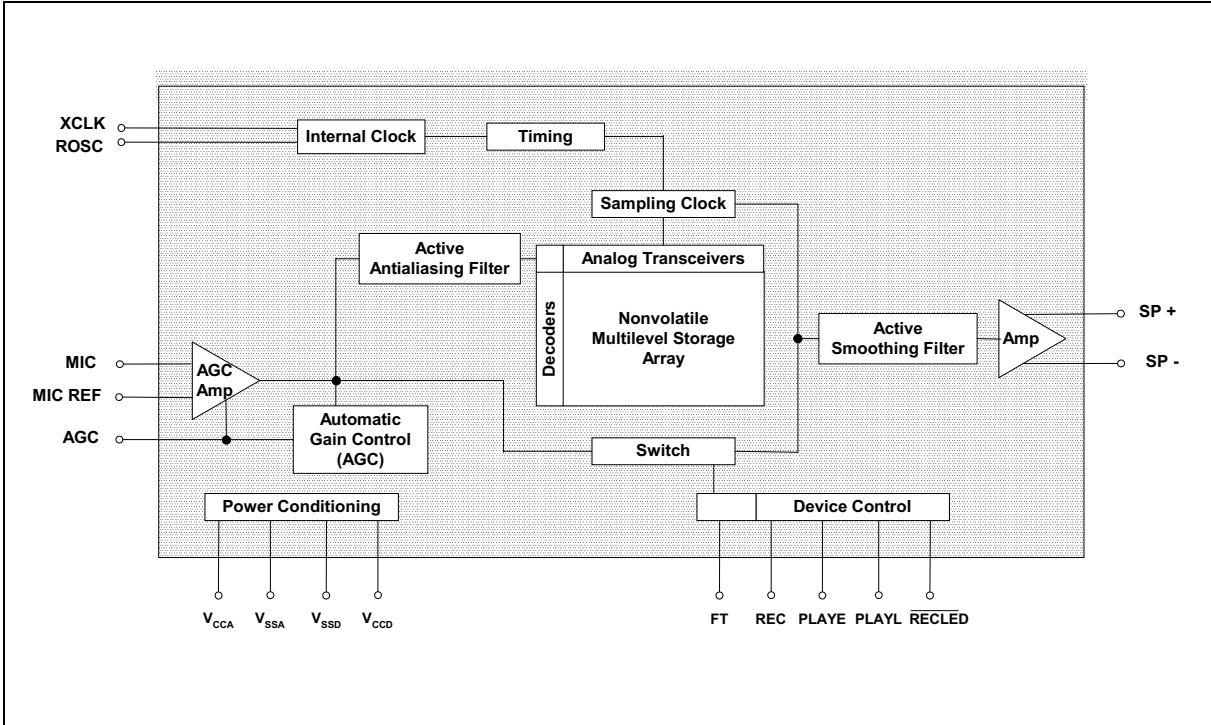 XCLK
ROSC
Internal Clock
Timing
Sampling Clock
Active
Antialiasing Filter
Analog Transceivers
Decoders
Nonvolatile
Multilevel Storage
Array
Active
Smoothing Filter
Amp
SP +
SP -
MIC
MIC REF
AGC
AGC
Amp
Automatic
Gain Control
(AGC)
Switch
Power Conditioning
Device Control
VCCA
VSSA
VSSD
VCCD
FT
REC
PLAYE
PLAYL
RECLED